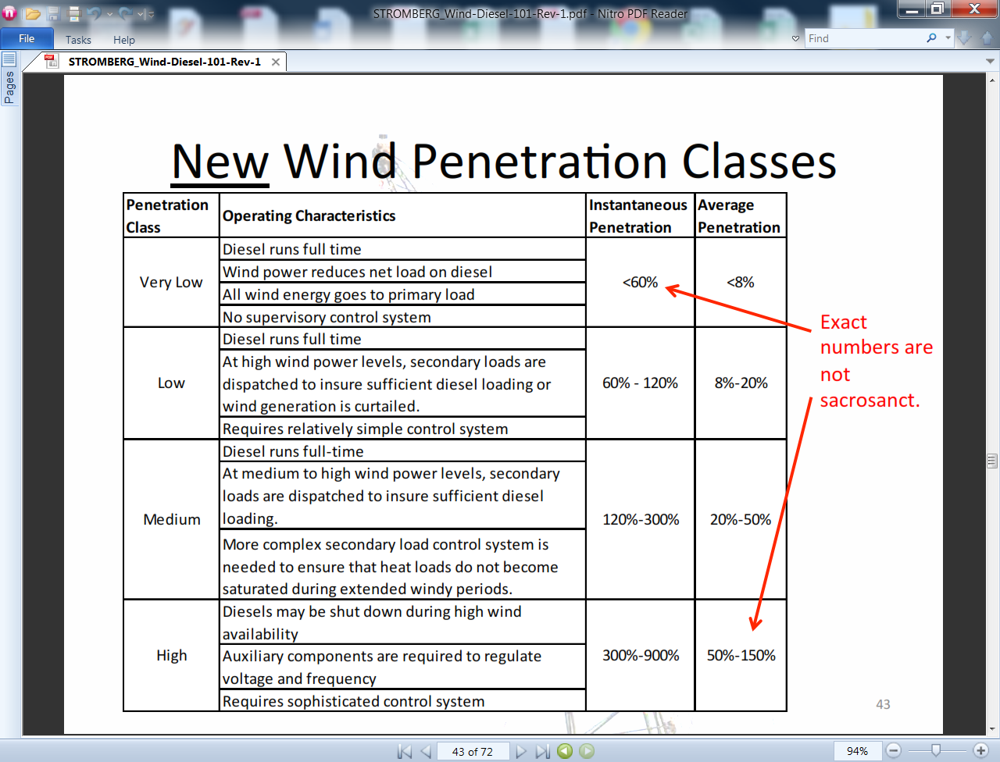 STROMBERG_Wind-Diesel-101-Rev-1.pdf - Nitro PDF Reader
File
Tasks
Help
Find
STROMBERG_Wind-Diesel-101-Rev-1
Pages
New Wind Penetration Classes
Penetration Class
Operating Characteristics
Instantaneous Penetration
Average Penetration
Very Low
Diesel runs full time
Wind power reduces net load on diesel
All wind energy goes to primary load
No supervisory control system
<60%
<8%
Low
Diesel runs full time
At high wind power levels, secondary loads are
dispatched to insure sufficient diesel loading or
wind generation is curtailed.
Requires relatively simple control system
60% - 120%
8%-20%
Medium
Diesel runs full-time
At medium to high wind power levels, secondary
loads are dispatched to insure sufficient diesel
loading.
More complex secondary load control system is
needed to ensure that heat loads do not become
saturated during extended windy periods.
120%-300%
20%-50%
High
Diesels may be shut down during high wind
availability
Auxiliary components are required to regulate
voltage and frequency
Requires sophisticated control system
300%-900%
50%-150%
Exact
numbers are
not
sacrosanct.
43
43 of 72
94%